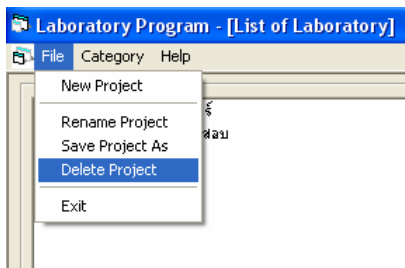 Laboratory Program - [List of Laboratory]
File Category Help
New Project
Rename Project
Save Project As
Delete Project
Exit